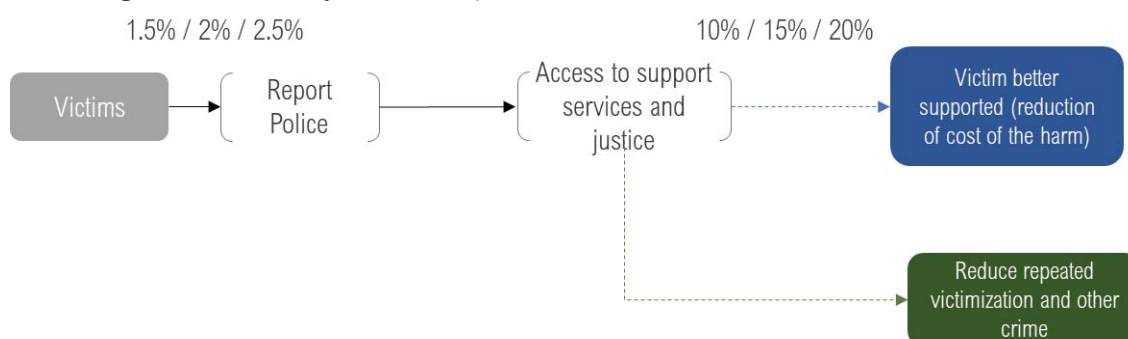 1.5% / 2% / 2.5%
10% / 15% / 20%
Victims
Report
Police
Access to support
services and
justice
Victim better
supported (reduction
of cost of the harm)
Reduce repeated
victimization and other
crime